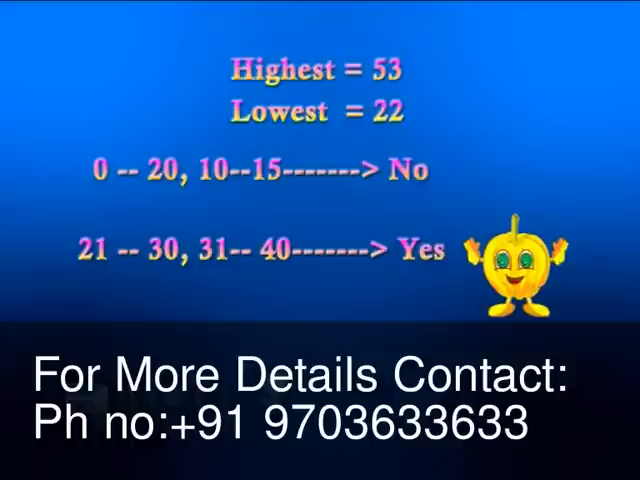 Highest = 53
Lowest = 22
0 -- 20, 10--15-------> No
21 -- 30, 31-- 40-------> Yes
For More Details Contact:
Ph no:+91 9703633633